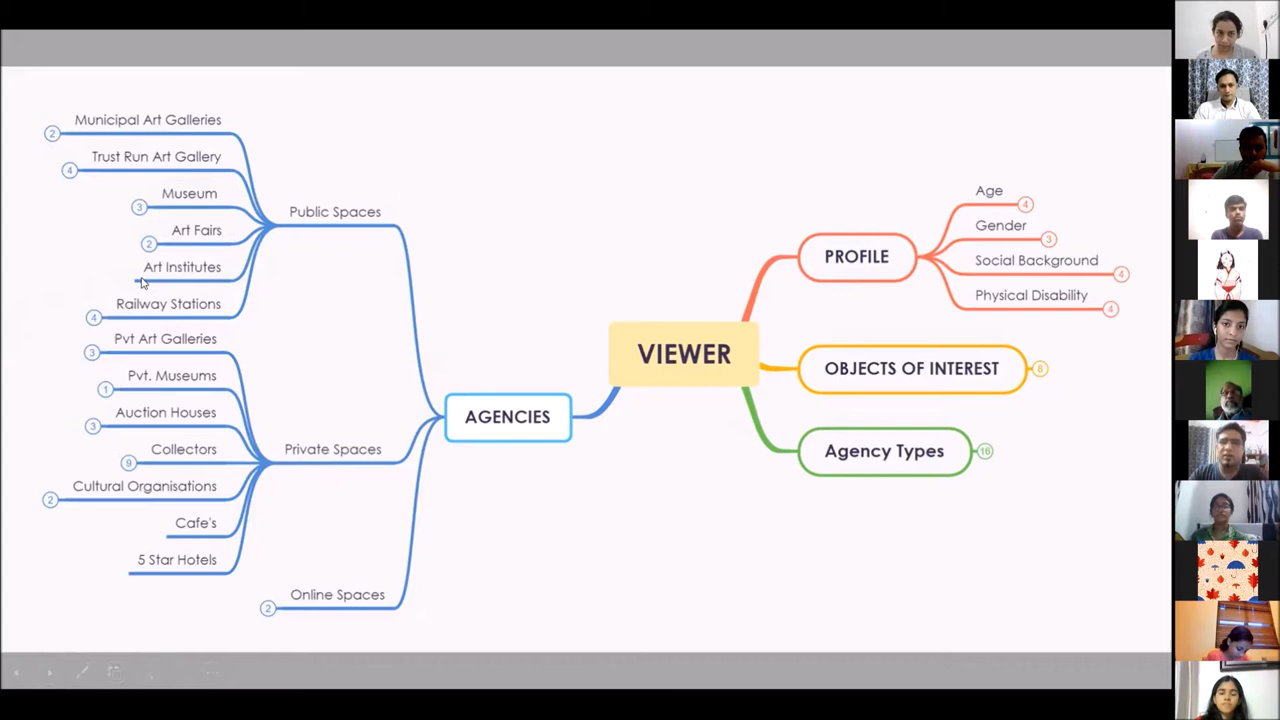 Municipal Art Galleries
2
Trust Run Art Gallery
4
Museum
3
Art Fairs
2
Art Institutes
Railway Stations
4
Public Spaces
Pvt Art Galleries
3
Pvt. Museums
1
Auction Houses
3
Collectors
9
Cultural Organisations
2
Cafe's
5 Star Hotels
Private Spaces
Online Spaces
2
AGENCIES
VIEWER
PROFILE
Age
4
Gender
3
Social Background
4
Physical Disability
4
OBJECTS OF INTEREST
8
Agency Types
16